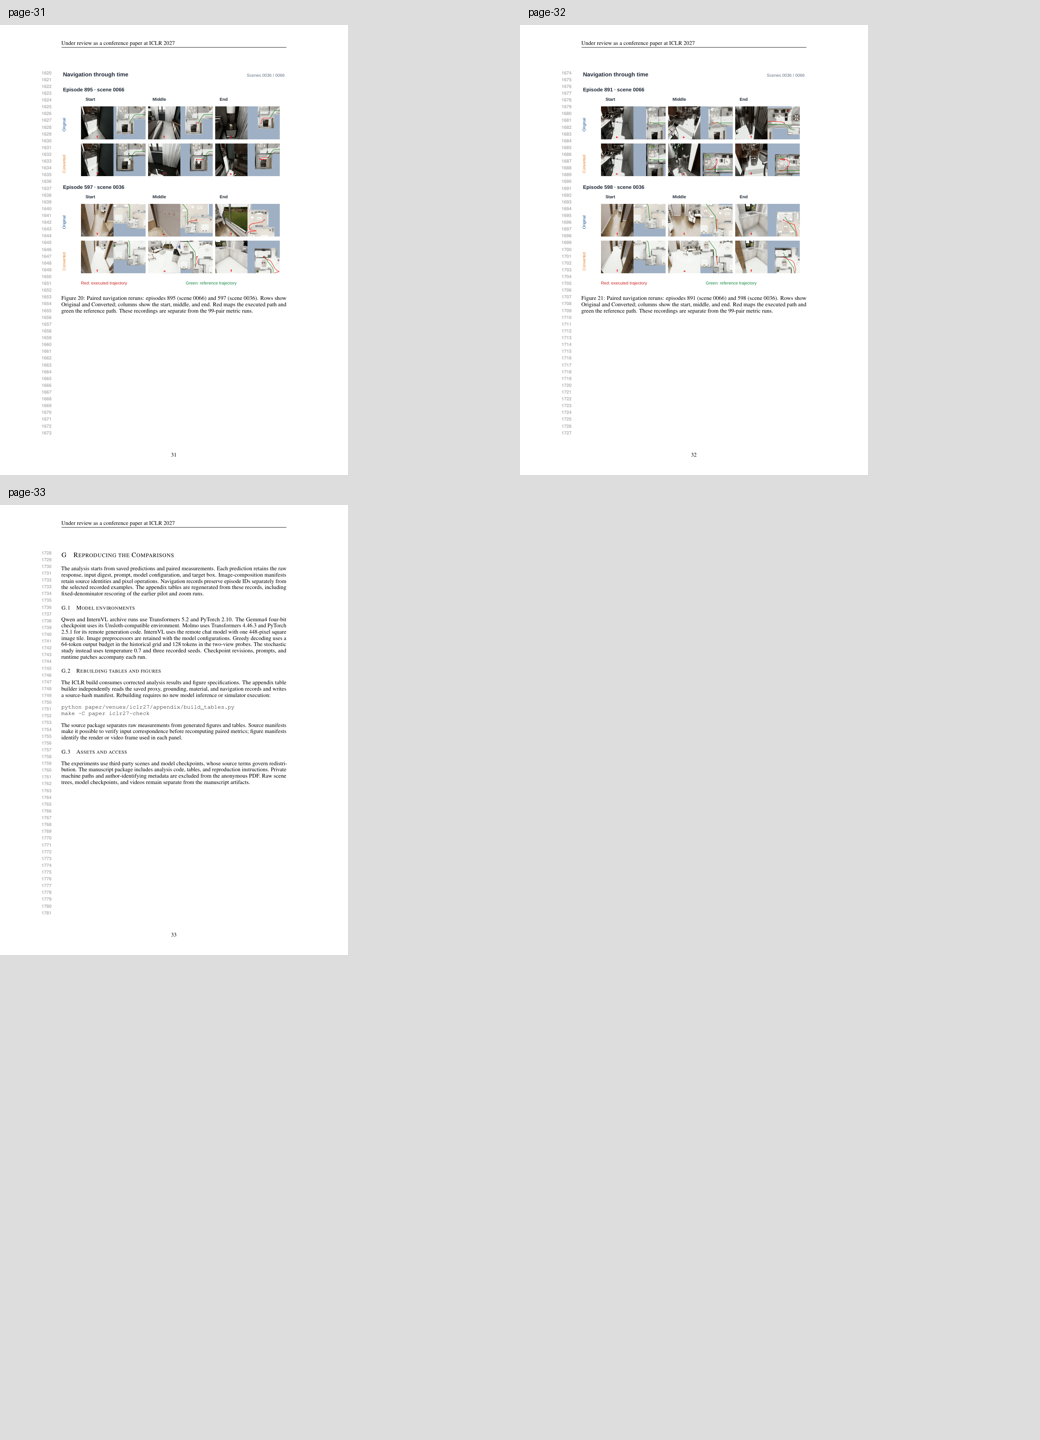 page-31
Under review as a conference paper at ICLR 2027
Navigation through time
Scenes 0036 / 0066
Episode 895 · scene 0066
Start Middle End
Original
Converted
Episode 597 · scene 0036
Start Middle End
Original
Converted
Red: executed trajectory Green: reference trajectory
Figure 20: Paired navigation reruns: episodes 895 (scene 0066) and 597 (scene 0036). Rows show
Original and Converted; columns show the start, middle, and end. Red maps the executed path and
green the reference path. These recordings are separate from the 99-pair metric runs.
31
page-32
Under review as a conference paper at ICLR 2027
Navigation through time
Scenes 0036 / 0066
Episode 891 · scene 0066
Start Middle End
Original
Converted
Episode 598 · scene 0036
Start Middle End
Original
Converted
Red: executed trajectory Green: reference trajectory
Figure 21: Paired navigation reruns: episodes 891 (scene 0066) and 598 (scene 0036). Rows show
Original and Converted; columns show the start, middle, and end. Red maps the executed path and
green the reference path. These recordings are separate from the 99-pair metric runs.
32
page-33
Under review as a conference paper at ICLR 2027
G REPRODUCING THE COMPARISONS
The analysis starts from saved predictions and paired measurements. Each prediction retains the raw
response, input digest, prompt, model configuration, and target box. Image-composition manifests
retain source identities and pixel operations. Navigation records preserve episode IDs separately from
the selected recorded examples. The appendix tables are regenerated from these records, including
fixed-denominator rescoring of the earlier pilot and zoom runs.
G.1 MODEL ENVIRONMENTS
Qwen and InternVL archive runs use Transformers 5.2 and PyTorch 2.10. The Gemma4 four-bit
checkpoint uses its Unsloth-compatible environment. Molmo uses Transformers 4.46.3 and PyTorch
2.5.1 for its remote generation code. InternVL uses the remote chat model with one 448-pixel square
image tile. Image preprocessors are retained with the model configurations. Greedy decoding uses a
64-token output budget in the historical grid and 128 tokens in the two-view probes. The stochastic
study instead uses temperature 0.7 and three recorded seeds. Checkpoint revisions, prompts, and
runtime patches accompany each run.
G.2 REBUILDING TABLES AND FIGURES
The ICLR build consumes corrected analysis results and figure specifications. The appendix table
builder independently reads the saved proxy, grounding, material, and navigation records and writes
a source-hash manifest. Rebuilding requires no new model inference or simulator execution:
python paper/venues/iclr27/appendix/build_tables.py
make -C paper iclr27-check
The source package separates raw measurements from generated figures and tables. Source manifests
make it possible to verify input correspondence before recomputing paired metrics; figure manifests
identify the render or video frame used in each panel.
G.3 ASSETS AND ACCESS
The experiments use third-party scenes and model checkpoints, whose source terms govern redistri-
bution. The manuscript package includes analysis code, tables, and reproduction instructions. Private
machine paths and author-identifying metadata are excluded from the anonymous PDF. Raw scene
trees, model checkpoints, and videos remain separate from the manuscript artifacts.
33